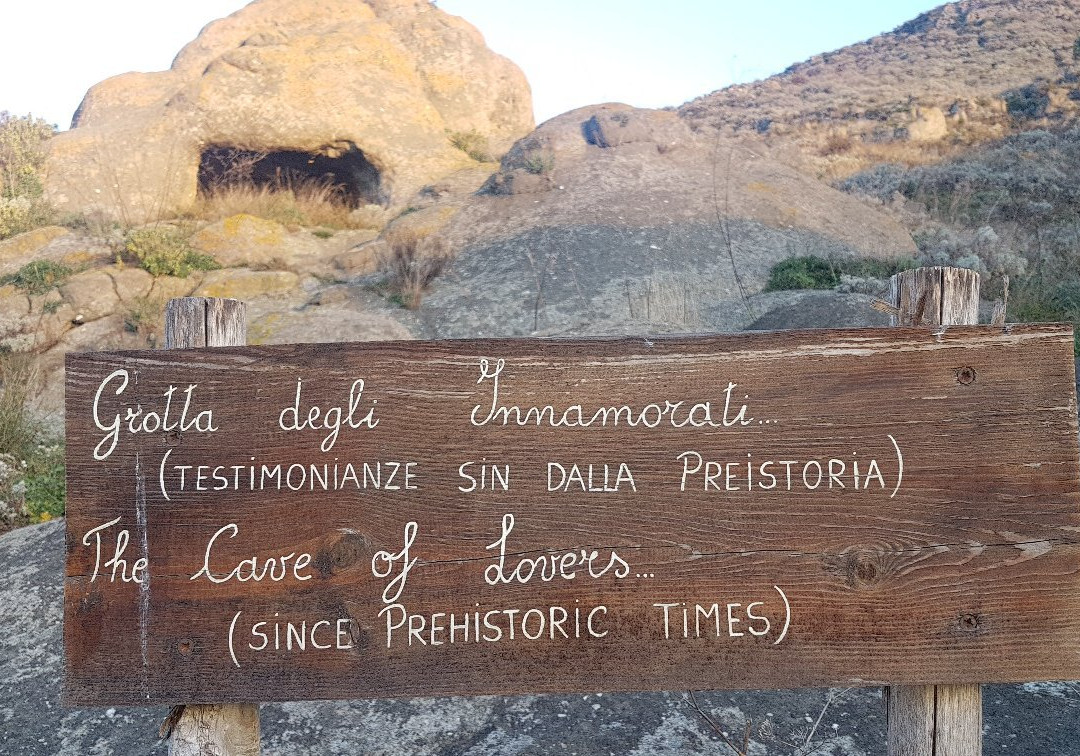 Grotta degli Innamorati...
(TESTIMONIANZE SIN DALLA PREISTORIA)
The Cave of Lovers...
(SINCE PREHISTORIC TIMES)